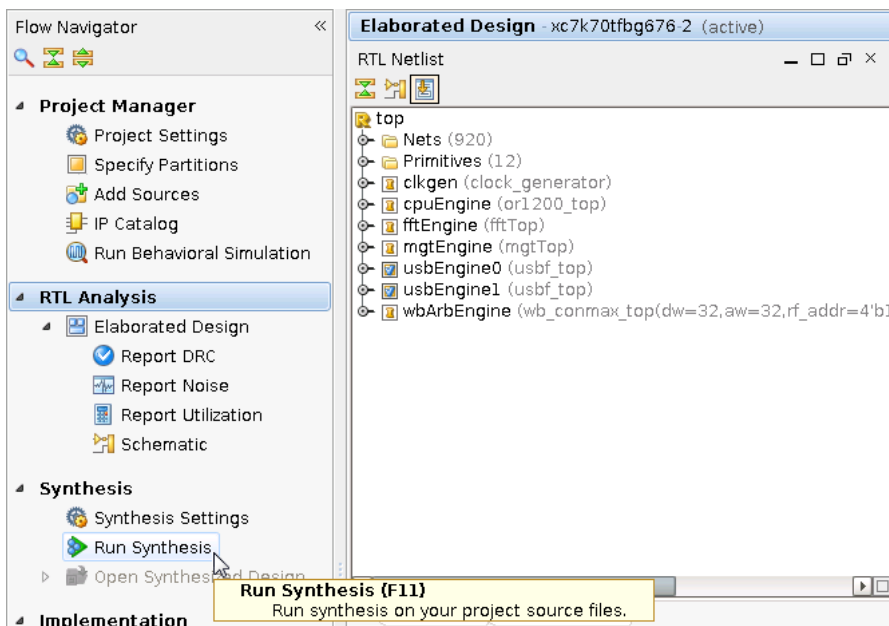 Flow Navigator
Project Manager
Project Settings
Specify Partitions
Add Sources
IP Catalog
Run Behavioral Simulation
RTL Analysis
Elaborated Design
Report DRC
Report Noise
Report Utilization
Schematic
Synthesis
Synthesis Settings
Run Synthesis
Open Synthesized Design
Implementation
Elaborated Design - xc7k70tfbg676-2 (active)
RTL Netlist
top
Nets (920)
Primitives (12)
clkgen (clock_generator)
cpuEngine (or1200_top)
fftEngine (fftTop)
mgtEngine (mgtTop)
usbEngine0 (usbf_top)
usbEngine1 (usbf_top)
wbArbEngine (wb_conmax_top(dw=32,aw=32,rf_addr=4'b1
Run Synthesis (F11)
Run synthesis on your project source files.